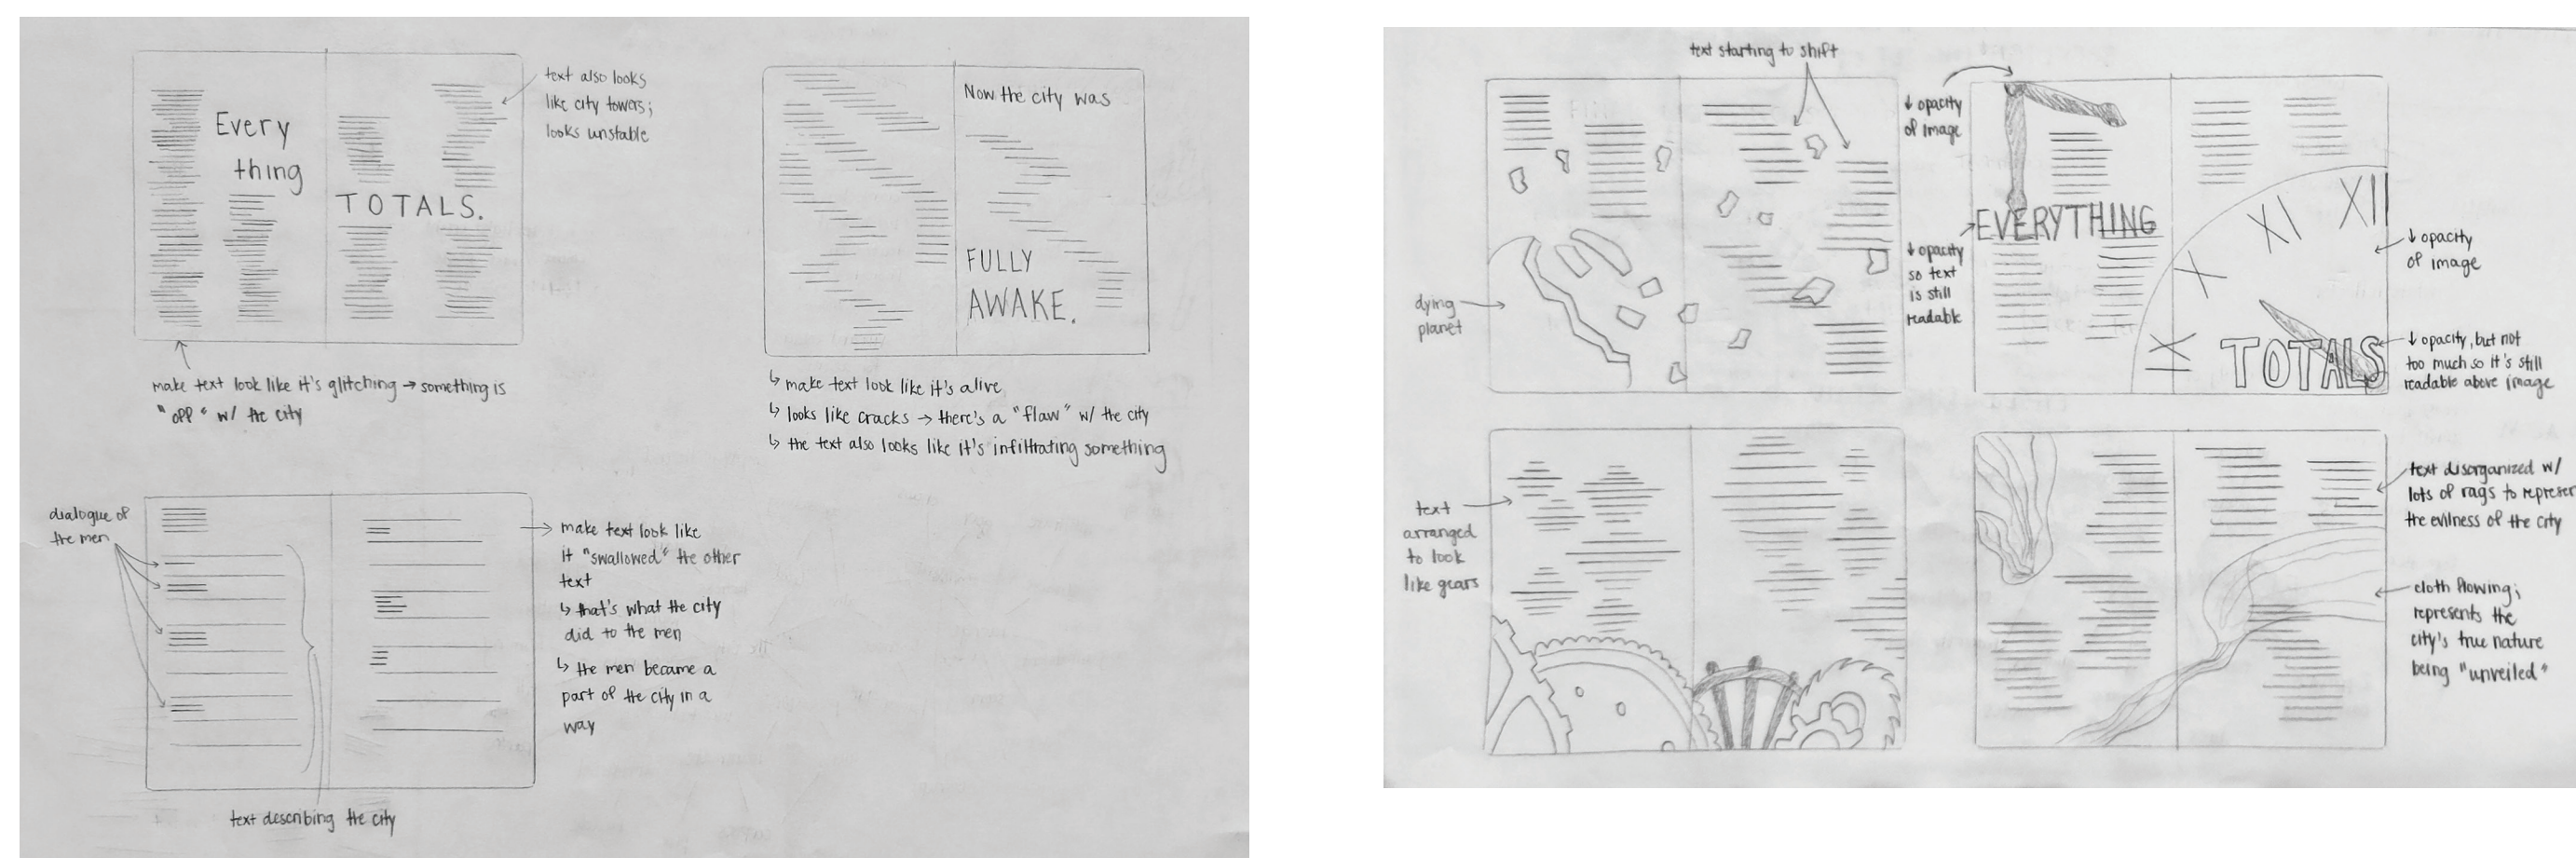 Every
thing
TOTALS.
text also looks
like city towers;
looks unstable
make text look like it's glitching → something is
"off" w/ the city
Now the city was
FULLY
AWAKE.
↳ make text look like it's alive
↳ looks like cracks → there's a "flaw" w/ the city
↳ the text also looks like it's infiltrating something
dialogue of
the men
make text look like
it "swallowed" the other
text
↳ that's what the city
did to the men
↳ the men became a
part of the city in a
way
text describing the city
text starting to shift
dying
planet
↓ opacity
of image
↓ opacity
so text
is still
readable
EVERYTHING
IX
X
XI
XII
TOTALS
↓ opacity
of image
↓ opacity, but not
too much so it's still
readable above image
text
arranged
to look
like gears
text disorganized w/
lots of rags to represen
the evilness of the city
cloth flowing;
represents the
city's true nature
being "unveiled"